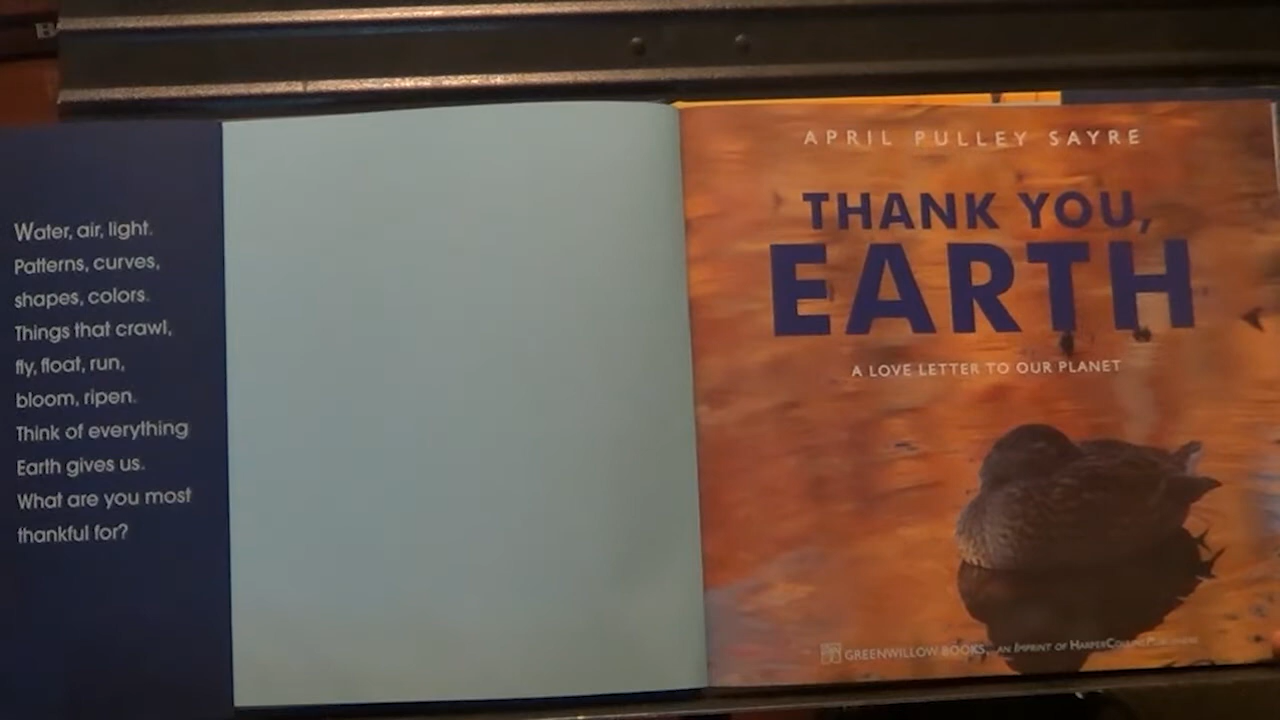 Water, air, light.
Patterns, curves,
shapes, colors.
Things that crawl,
fly, float, run,
bloom, ripen.
Think of everything
Earth gives us.
What are you most
thankful for?
APRIL PULLEY SAYRE
THANK YOU,
EARTH
A LOVE LETTER TO OUR PLANET
GREENWILLOW BOOKS, AN IMPRINT OF HARPERCOLLINSPUBLISHERS